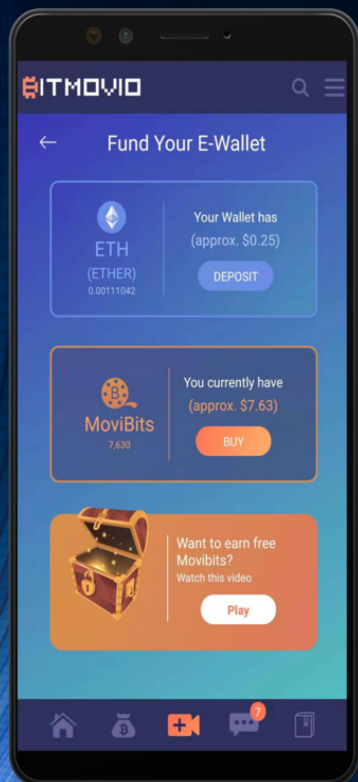 BITMOVIO
Fund Your E-Wallet
ETH
(ETHER)
0.00111042
Your Wallet has
(approx. $0.25)
DEPOSIT
B
MoviBits
7,630
You currently have
(approx. $7.63)
BUY
Want to earn free
Movibits?
Watch this video
Play
7